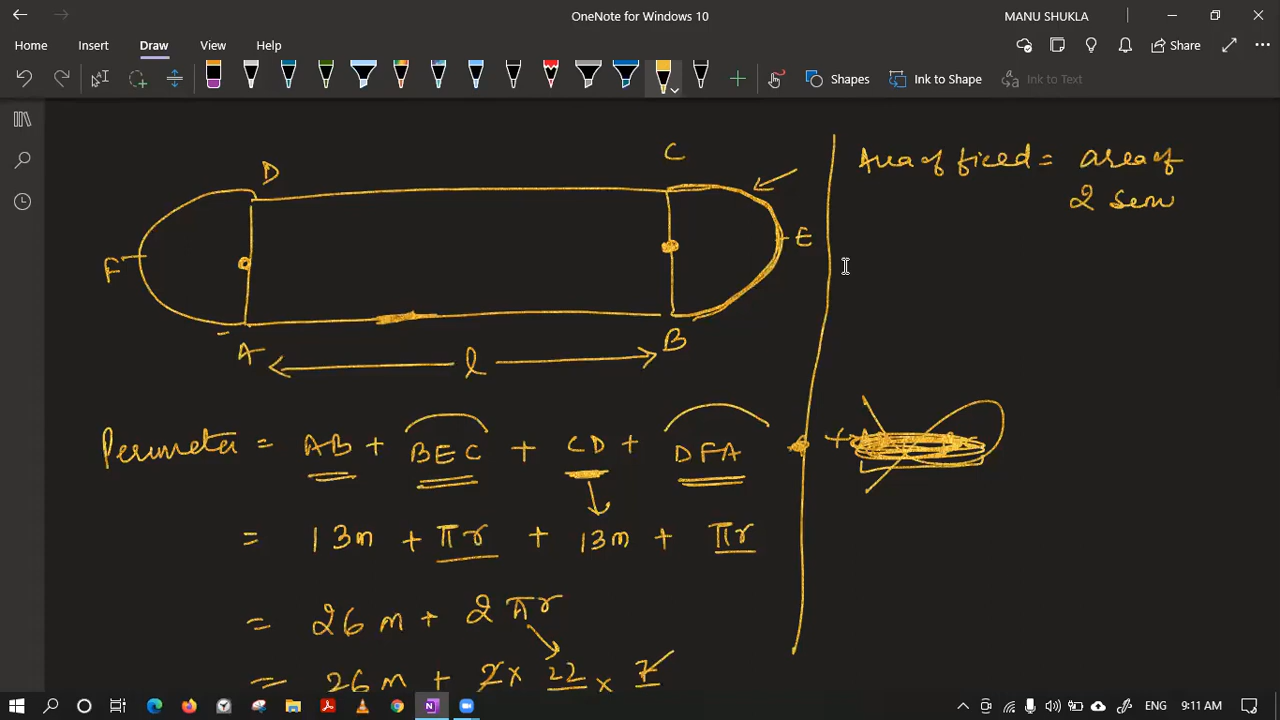 OneNote for Windows 10
MANU SHUKLA
Home Insert Draw View Help
Share
Shapes
Ink to Shape
Ink to Text
D
C
F
E
A
B
l
Area of field = area of
2 Semi
Perimeter = AB + BEC + CD + DFA
= 13m + πr + 13m + πr
= 26 m + 2πr
= 26 m + 2 x 22 x 7
ENG 9:11 AM